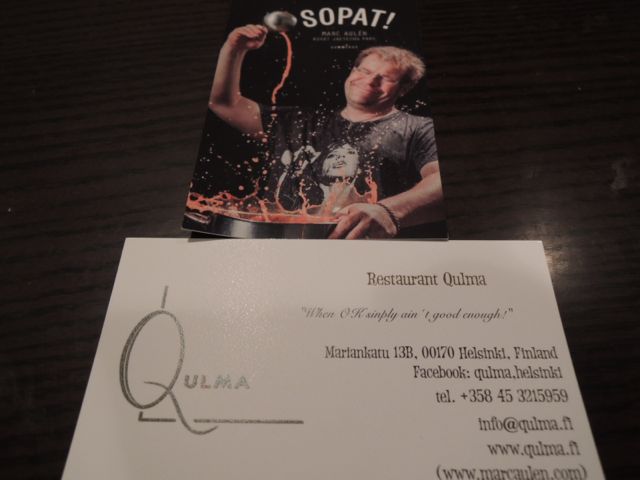 SOPAT!
MARC AULÉN
Restaurant Qulma
"When OK sinply ain´t good enough!"
QULMA
Mariankatu 13B, 00170 Helsinki, Finland
Facebook: qulma,helsinki
tel. +358 45 3215959
info@qulma.fi
www.qulma.fi
(www.marcaulen.com)